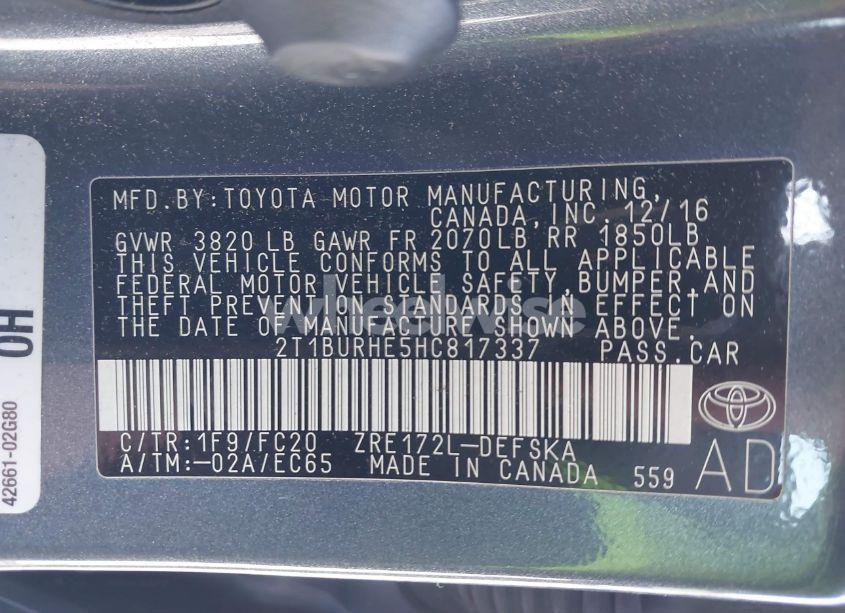 MFD.BY:TOYOTA MOTOR MANUFACTURING,
CANADA,INC. 12/16
GVWR 3820 LB GAWR FR 2070LB RR 1850LB
THIS VEHICLE CONFORMS TO ALL APPLICABLE
FEDERAL MOTOR VEHICLE SAFETY,BUMPER,AND
THEFT PREVENTION STANDARDS IN EFFECT ON
THE DATE OF MANUFACTURE SHOWN ABOVE.
wheelwise
2T1BURHE5HC817337 PASS.CAR
C/TR:1F9/FC20 ZRE172L-DEFSKA
A/TM:-02A/EC65 MADE IN CANADA 559
AD
OH
42661-02G80